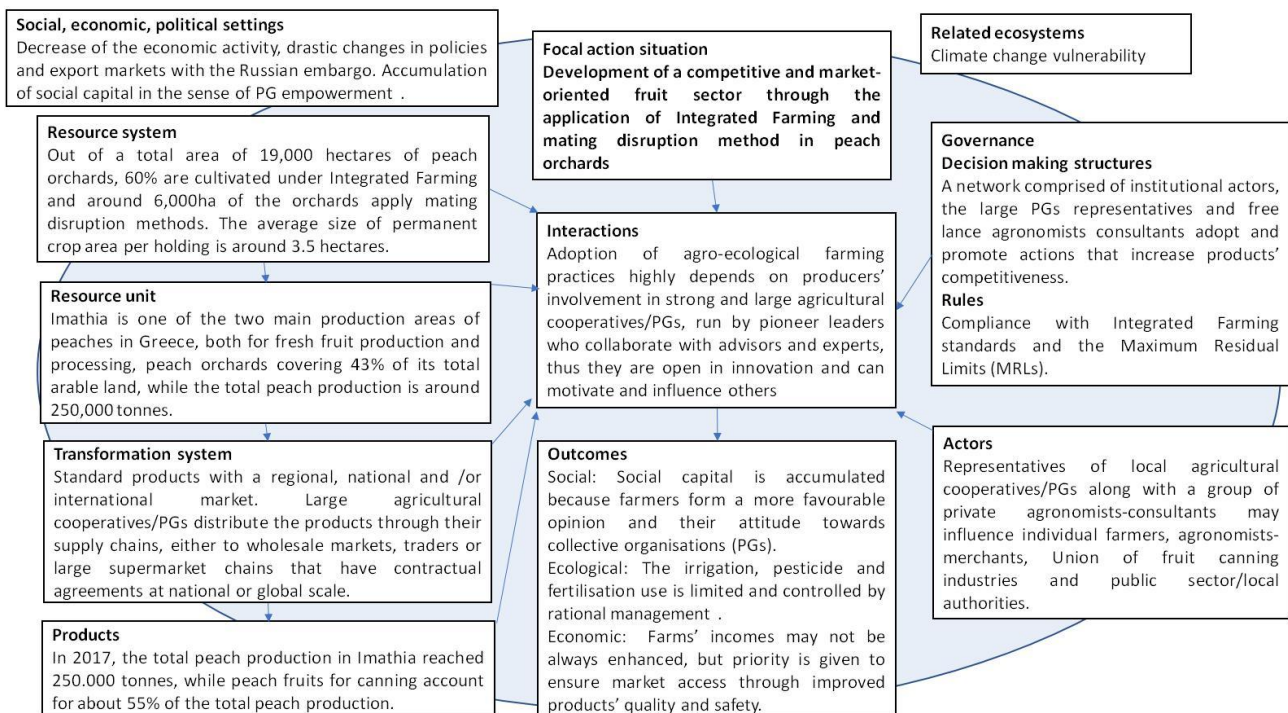 Social, economic, political settings
Decrease of the economic activity, drastic changes in policies
and export markets with the Russian embargo. Accumulation
of social capital in the sense of PG empowerment .
Focal action situation
Development of a competitive and market-
oriented fruit sector through the
application of Integrated Farming and
mating disruption method in peach
orchards
Related ecosystems
Climate change vulnerability
Resource system
Out of a total area of 19,000 hectares of peach
orchards, 60% are cultivated under Integrated Farming
and around 6,000ha of the orchards apply mating
disruption methods. The average size of permanent
crop area per holding is around 3.5 hectares.
Governance
Decision making structures
A network comprised of institutional actors,
the large PGs representatives and free
lance agronomists consultants adopt and
promote actions that increase products'
competitiveness.
Rules
Compliance with Integrated Farming
standards and the Maximum Residual
Limits (MRLs).
Interactions
Adoption of agro-ecological farming
practices highly depends on producers'
involvement in strong and large agricultural
cooperatives/PGs, run by pioneer leaders
who collaborate with advisors and experts,
thus they are open in innovation and can
motivate and influence others
Resource unit
Imathia is one of the two main production areas of
peaches in Greece, both for fresh fruit production and
processing, peach orchards covering 43% of its total
arable land, while the total peach production is around
250,000 tonnes.
Transformation system
Standard products with a regional, national and /or
international market. Large agricultural
cooperatives/PGs distribute the products through their
supply chains, either to wholesale markets, traders or
large supermarket chains that have contractual
agreements at national or global scale.
Outcomes
Social: Social capital is accumulated
because farmers form a more favourable
opinion and their attitude towards
collective organisations (PGs).
Ecological: The irrigation, pesticide and
fertilisation use is limited and controlled by
rational management .
Economic: Farms' incomes may not be
always enhanced, but priority is given to
ensure market access through improved
products' quality and safety.
Actors
Representatives of local agricultural
cooperatives/PGs along with a group of
private agronomists-consultants may
influence individual farmers, agronomists-
merchants, Union of fruit canning
industries and public sector/local
authorities.
Products
In 2017, the total peach production in Imathia reached
250.000 tonnes, while peach fruits for canning account
for about 55% of the total peach production.